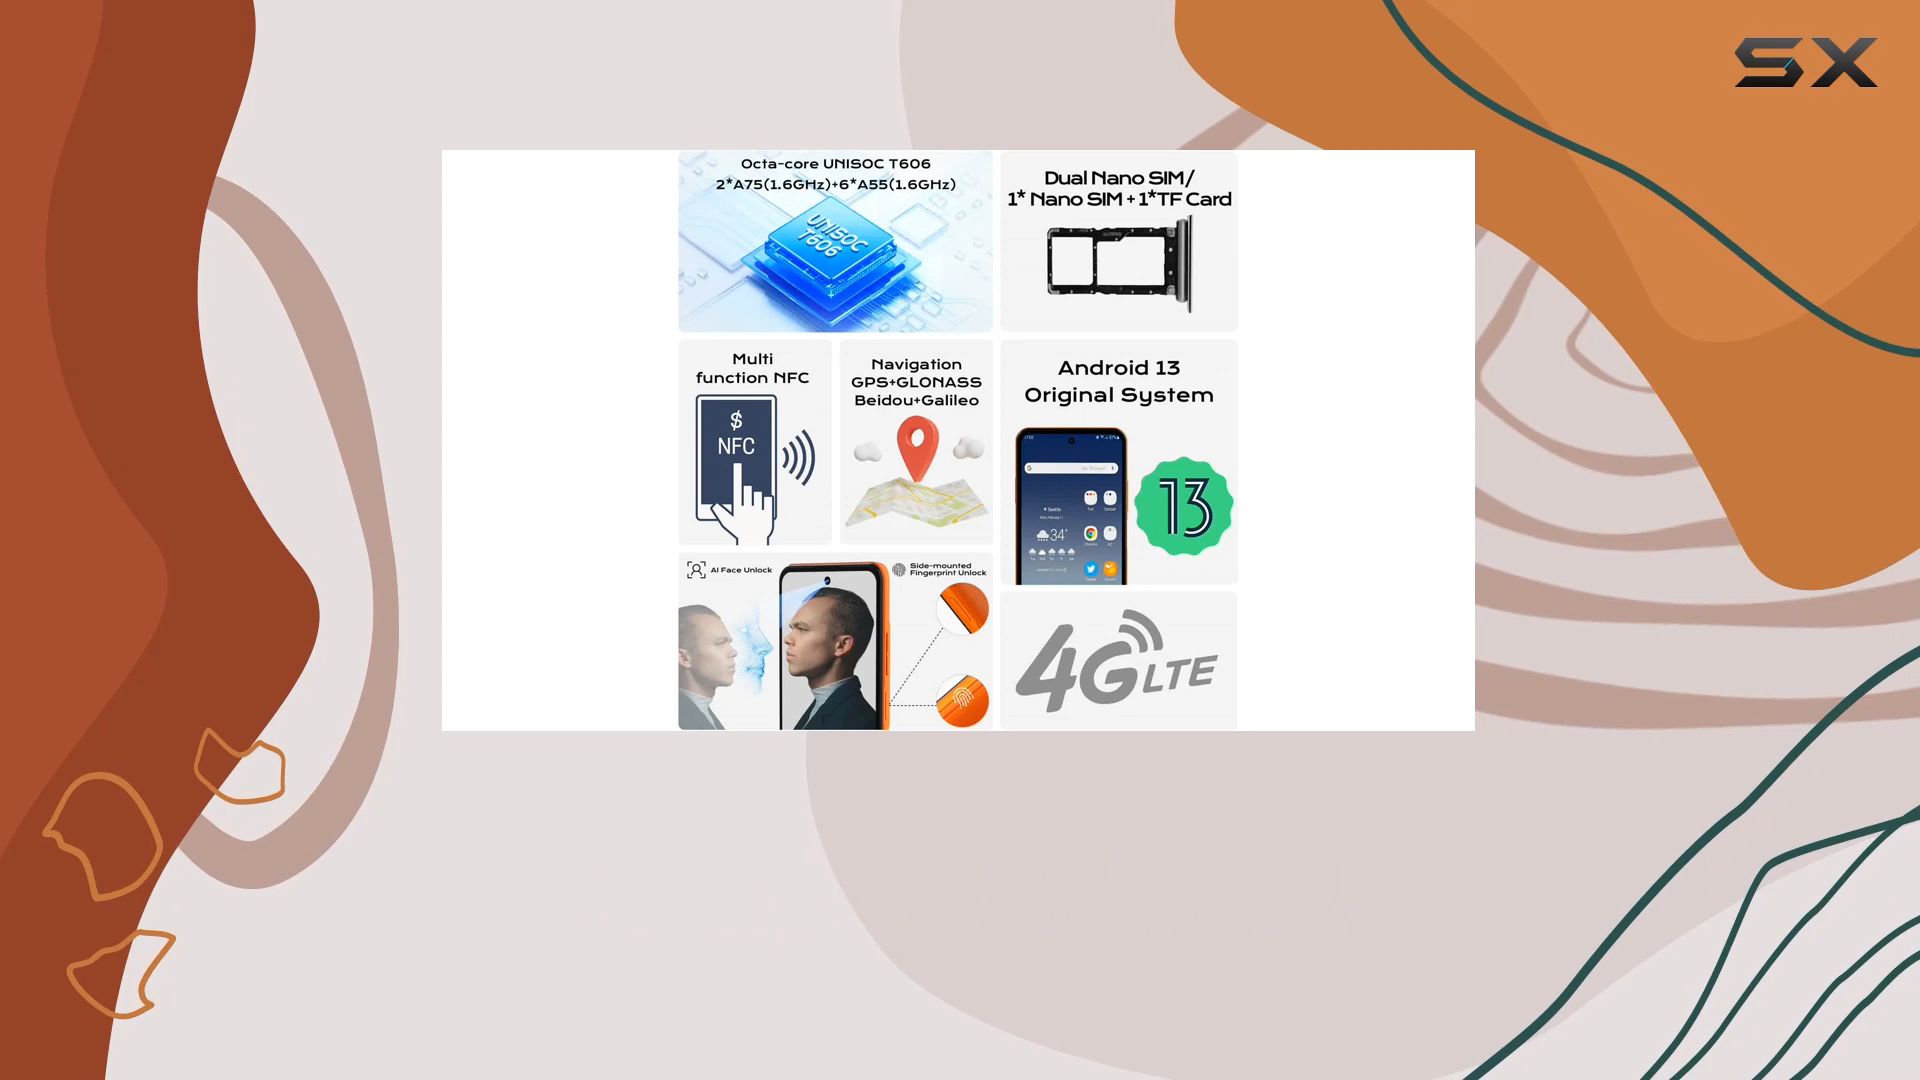 SX
Octa-core UNISOC T606
2*A75(1.6GHz)+6*A55(1.6GHz)
UNISOC
T606
Dual Nano SIM/
1* Nano SIM + 1*TF Card
Multi
function NFC
$
NFC
Navigation
GPS+GLONASS
Beidou+Galileo
Android 13
Original System
34°
13
AI Face Unlock
Side-mounted
Fingerprint Unlock
4G LTE